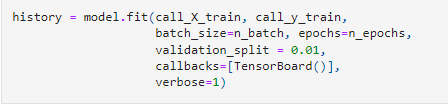 history = model.fit(call_X_train, call_y_train,
batch_size=n_batch, epochs=n_epochs,
validation_split = 0.01,
callbacks=[TensorBoard()],
verbose=1)